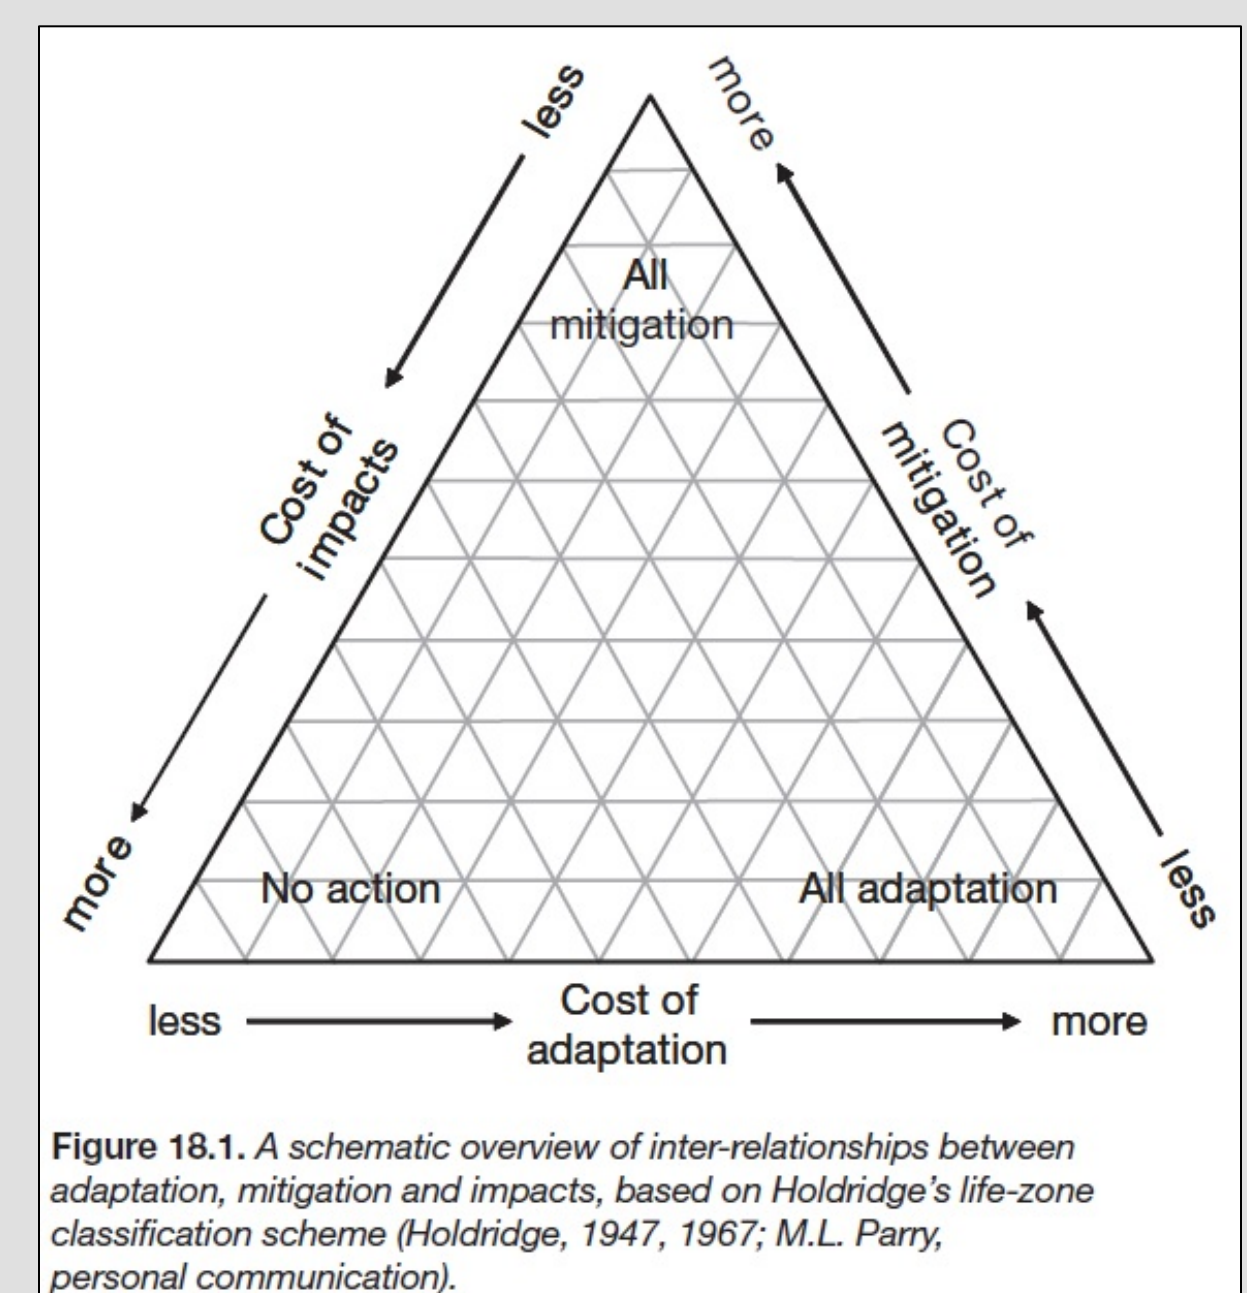 less
more
All
mitigation
Cost of
impacts
Cost of
mitigation
more
less
No action
All adaptation
less
Cost of
adaptation
more
Figure 18.1. A schematic overview of inter-relationships between
adaptation, mitigation and impacts, based on Holdridge’s life-zone
classification scheme (Holdridge, 1947, 1967; M.L. Parry,
personal communication).